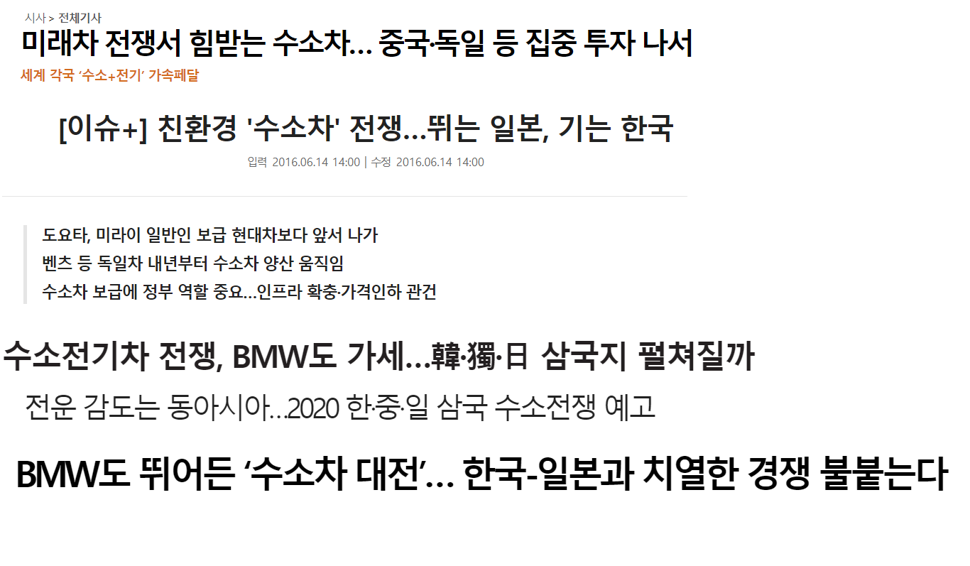 시사 > 전체기사
미래차 전쟁서 힘받는 수소차… 중국·독일 등 집중 투자 나서
세계 각국 ‘수소+전기’ 가속페달
[이슈+] 친환경 '수소차' 전쟁…뛰는 일본, 기는 한국
입력 2016.06.14 14:00 | 수정 2016.06.14 14:00
도요타, 미라이 일반인 보급 현대차보다 앞서 나가
벤츠 등 독일차 내년부터 수소차 양산 움직임
수소차 보급에 정부 역할 중요…인프라 확충·가격인하 관건
수소전기차 전쟁, BMW도 가세…韓·獨·日 삼국지 펼쳐질까
전운 감도는 동아시아…2020 한·중·일 삼국 수소전쟁 예고
BMW도 뛰어든 ‘수소차 대전’… 한국-일본과 치열한 경쟁 불붙는다